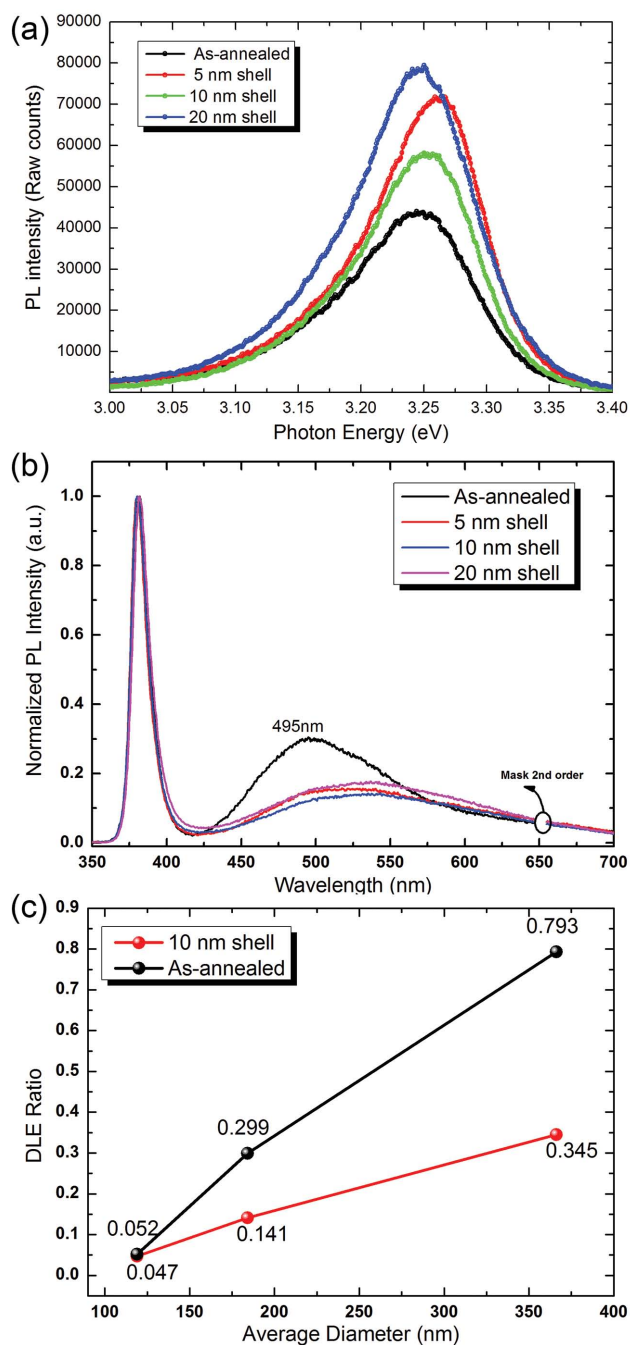 (a)
90000
80000
70000
60000
50000
40000
30000
20000
10000
PL intensity (Raw counts)
As-annealed
5 nm shell
10 nm shell
20 nm shell
3.00 3.05 3.10 3.15 3.20 3.25 3.30 3.35 3.40
Photon Energy (eV)
(b)
1.0
0.8
0.6
0.4
0.2
0.0
Normalized PL Intensity (a.u.)
As-annealed
5 nm shell
10 nm shell
20 nm shell
495nm
Mask 2nd order
350 400 450 500 550 600 650 700
Wavelength (nm)
(c)
0.9
0.8
0.7
0.6
0.5
0.4
0.3
0.2
0.1
0.0
DLE Ratio
10 nm shell
As-annealed
0.793
0.299
0.345
0.052
0.141
0.047
100 150 200 250 300 350 400
Average Diameter (nm)